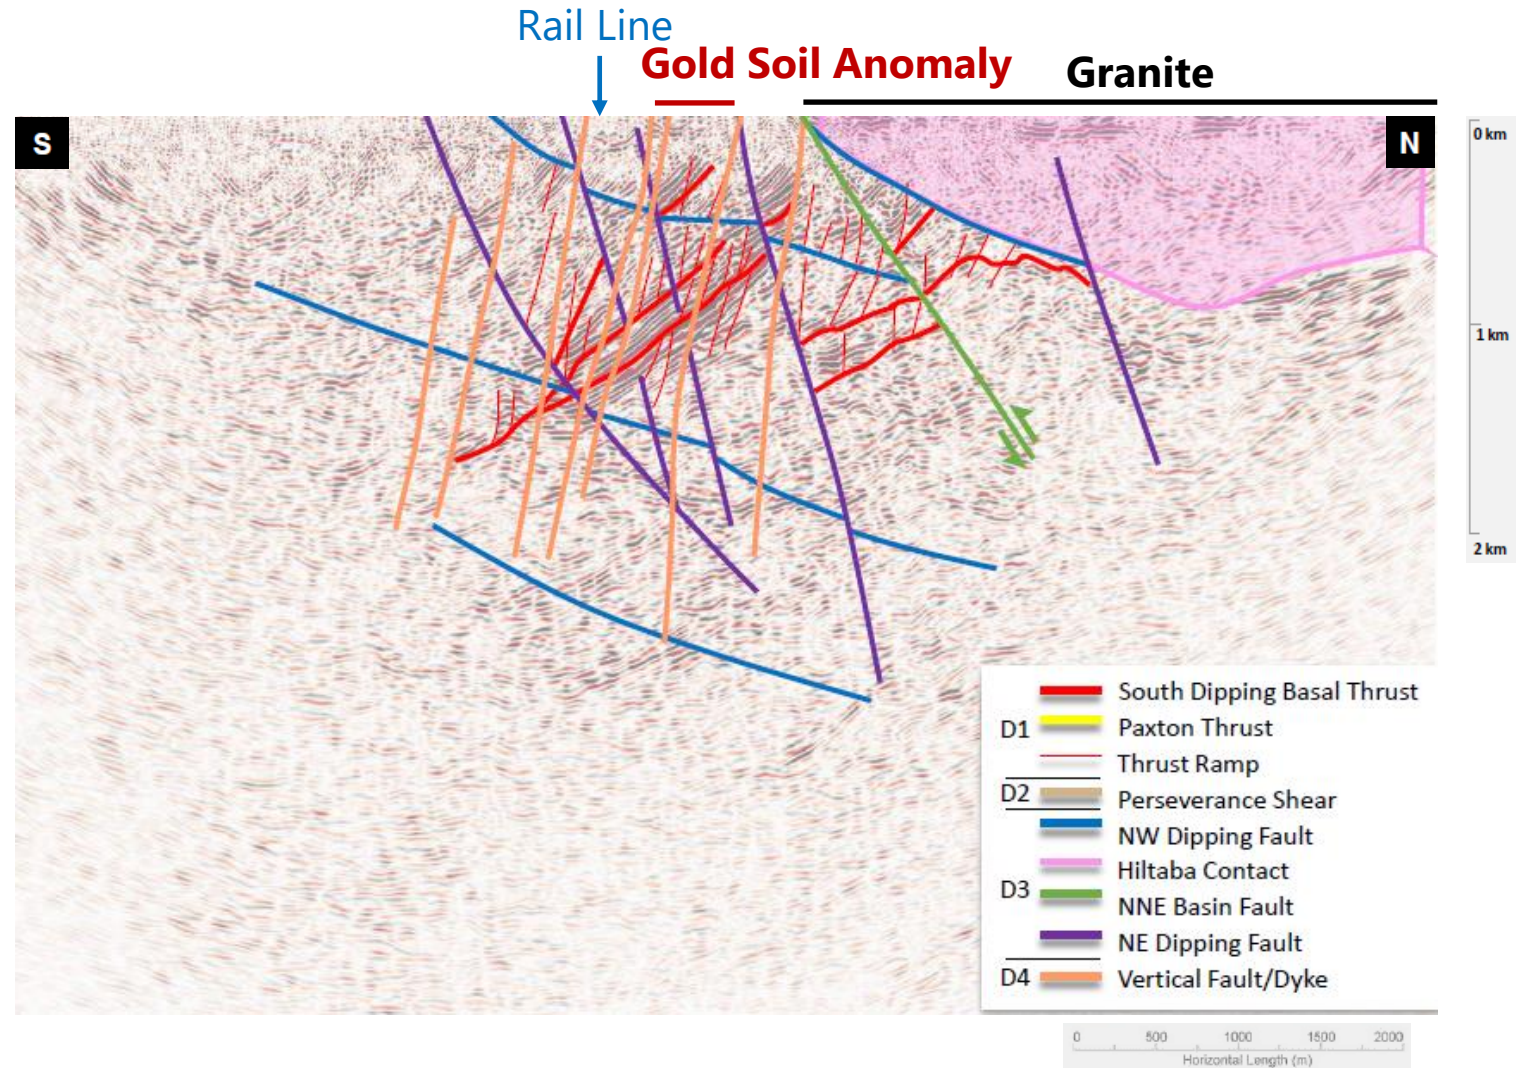 Rail Line
Gold Soil Anomaly
Granite
S
N
0 km
1 km
2 km
D1
South Dipping Basal Thrust
Paxton Thrust
Thrust Ramp
D2
Perseverance Shear
D3
NW Dipping Fault
Hiltaba Contact
NNE Basin Fault
NE Dipping Fault
D4
Vertical Fault/Dyke
0 500 1000 1500 2000
Horizontal Length (m)